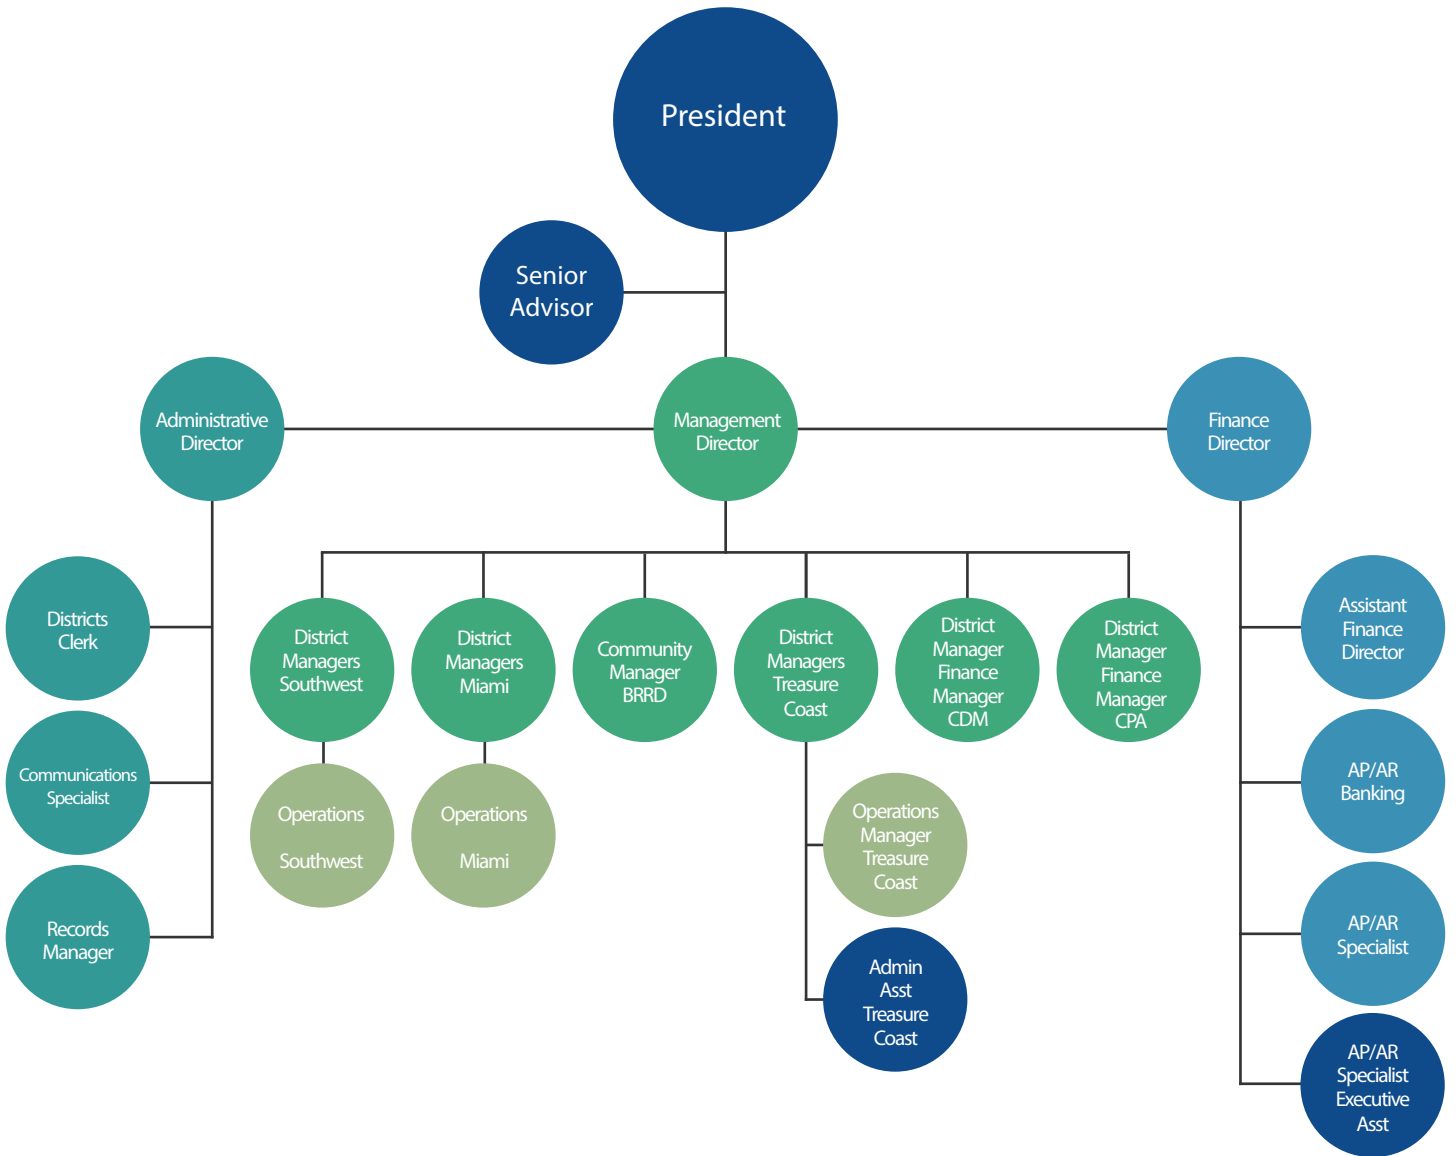 President
Senior
Advisor
Administrative
Director
Management
Director
Finance
Director
Districts
Clerk
Communications
Specialist
Records
Manager
District
Managers
Southwest
District
Managers
Miami
Community
Manager
BRRD
District
Managers
Treasure
Coast
District
Manager
Finance
Manager
CDM
District
Manager
Finance
Manager
CPA
Operations
Southwest
Operations
Miami
Operations
Manager
Treasure
Coast
Admin
Asst
Treasure
Coast
Assistant
Finance
Director
AP/AR
Banking
AP/AR
Specialist
AP/AR
Specialist
Executive
Asst